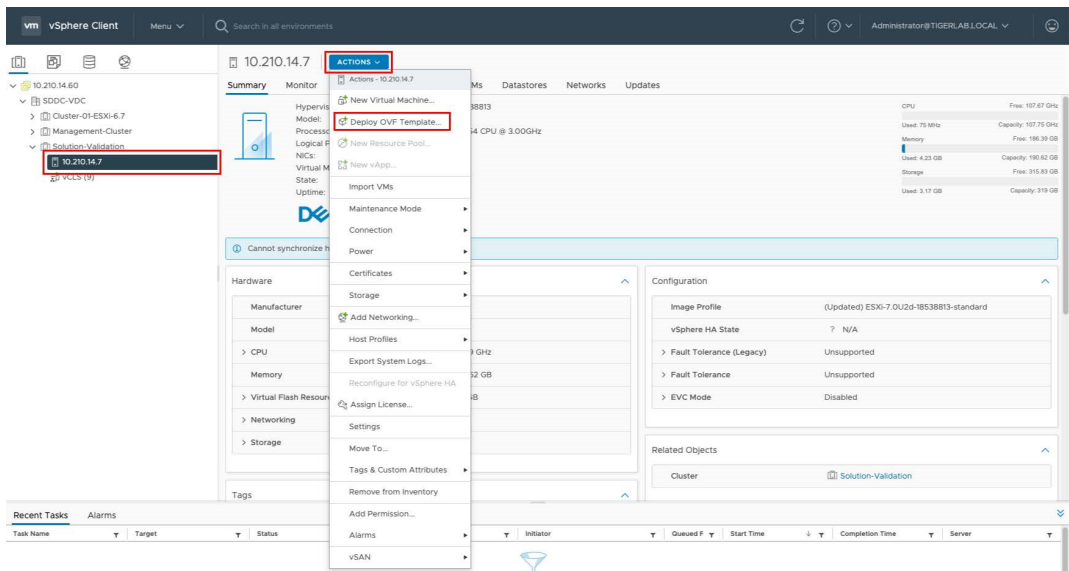 vm vSphere Client Menu Search in all environments Administrator@TIGERLAB.LOCAL
10.210.14.60
SDDC-VDC
Cluster-01-ESXi-6.7
Management-Cluster
Solution-Validation
10.210.14.7
vCLS (9)
10.210.14.7 ACTIONS
Summary Monitor Ms Datastores Networks Updates
Hypervis 38813
Model:
Processo 54 CPU @ 3.00GHz
Logical P
NICs:
Virtual M
State:
Uptime:
DELL
CPU Free: 107.67 GHz
Used: 75 MHz Capacity: 107.75 GHz
Memory Free: 186.39 GB
Used: 4.23 GB Capacity: 190.62 GB
Storage Free: 315.83 GB
Used: 3.17 GB Capacity: 319 GB
Actions - 10.210.14.7
New Virtual Machine...
Deploy OVF Template...
New Resource Pool...
New vApp...
Import VMs
Maintenance Mode
Connection
Power
Certificates
Storage
Add Networking...
Host Profiles
Export System Logs...
Reconfigure for vSphere HA
Assign License...
Settings
Move To...
Tags & Custom Attributes
Remove from Inventory
Add Permission...
Alarms
vSAN
Cannot synchronize h
Hardware
Manufacturer
Model
CPU 9 GHz
Memory 52 GB
Virtual Flash Resour GB
Networking
Storage
Tags
Configuration
Image Profile (Updated) ESXi-7.0U2d-18538813-standard
vSphere HA State ? N/A
Fault Tolerance (Legacy) Unsupported
Fault Tolerance Unsupported
EVC Mode Disabled
Related Objects
Cluster Solution-Validation
Recent Tasks Alarms
Task Name Target Status Initiator Queued F Start Time Completion Time Server